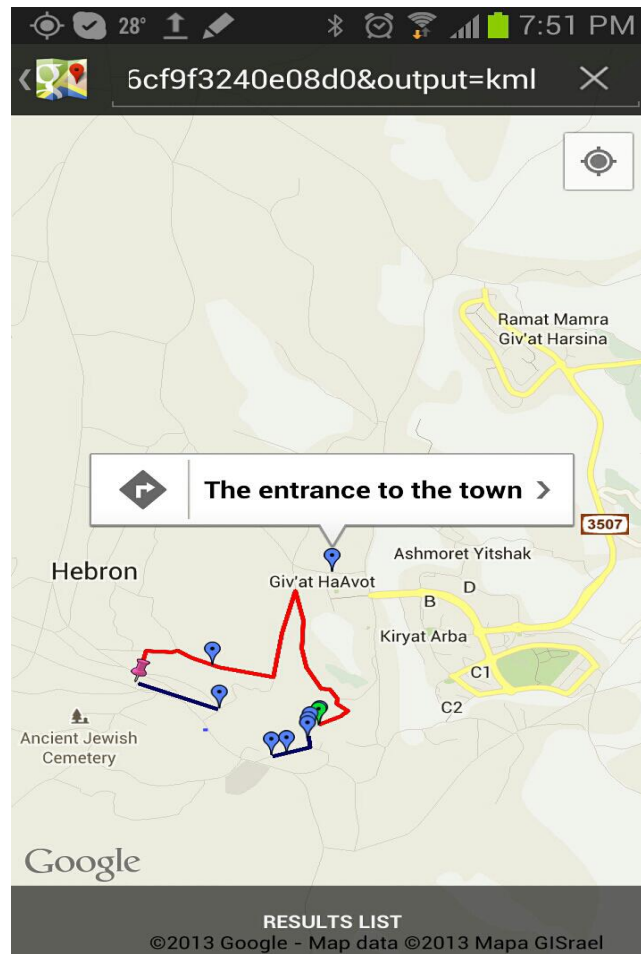 28°
7:51 PM
6cf9f3240e08d0&output=kml
Ramat Mamra
Giv'at Harsina
The entrance to the town
3507
Hebron
Ashmoret Yitshak
Giv'at HaAvot
D
B
Kiryat Arba
C1
C2
Ancient Jewish
Cemetery
Google
RESULTS LIST
©2013 Google - Map data ©2013 Mapa GISrael